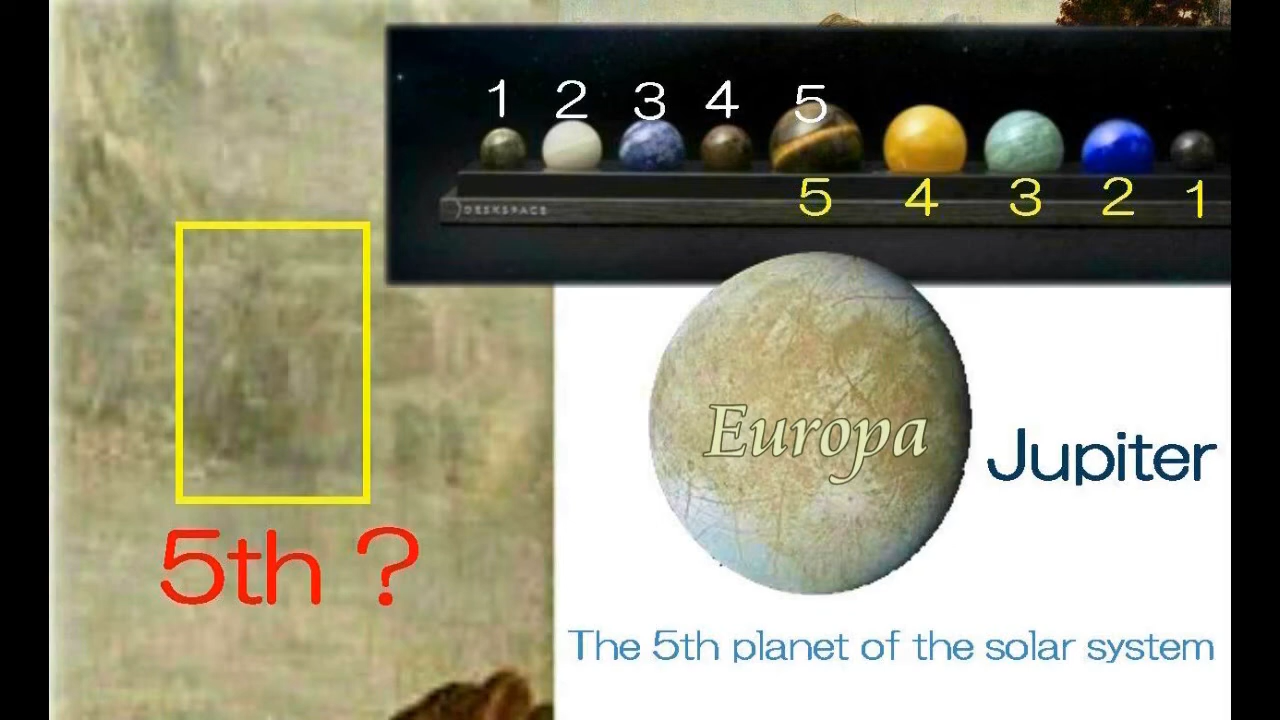 1 2 3 4 5
DESKSPACE
5 4 3 2 1
Europa
Jupiter
5th ?
The 5th planet of the solar system